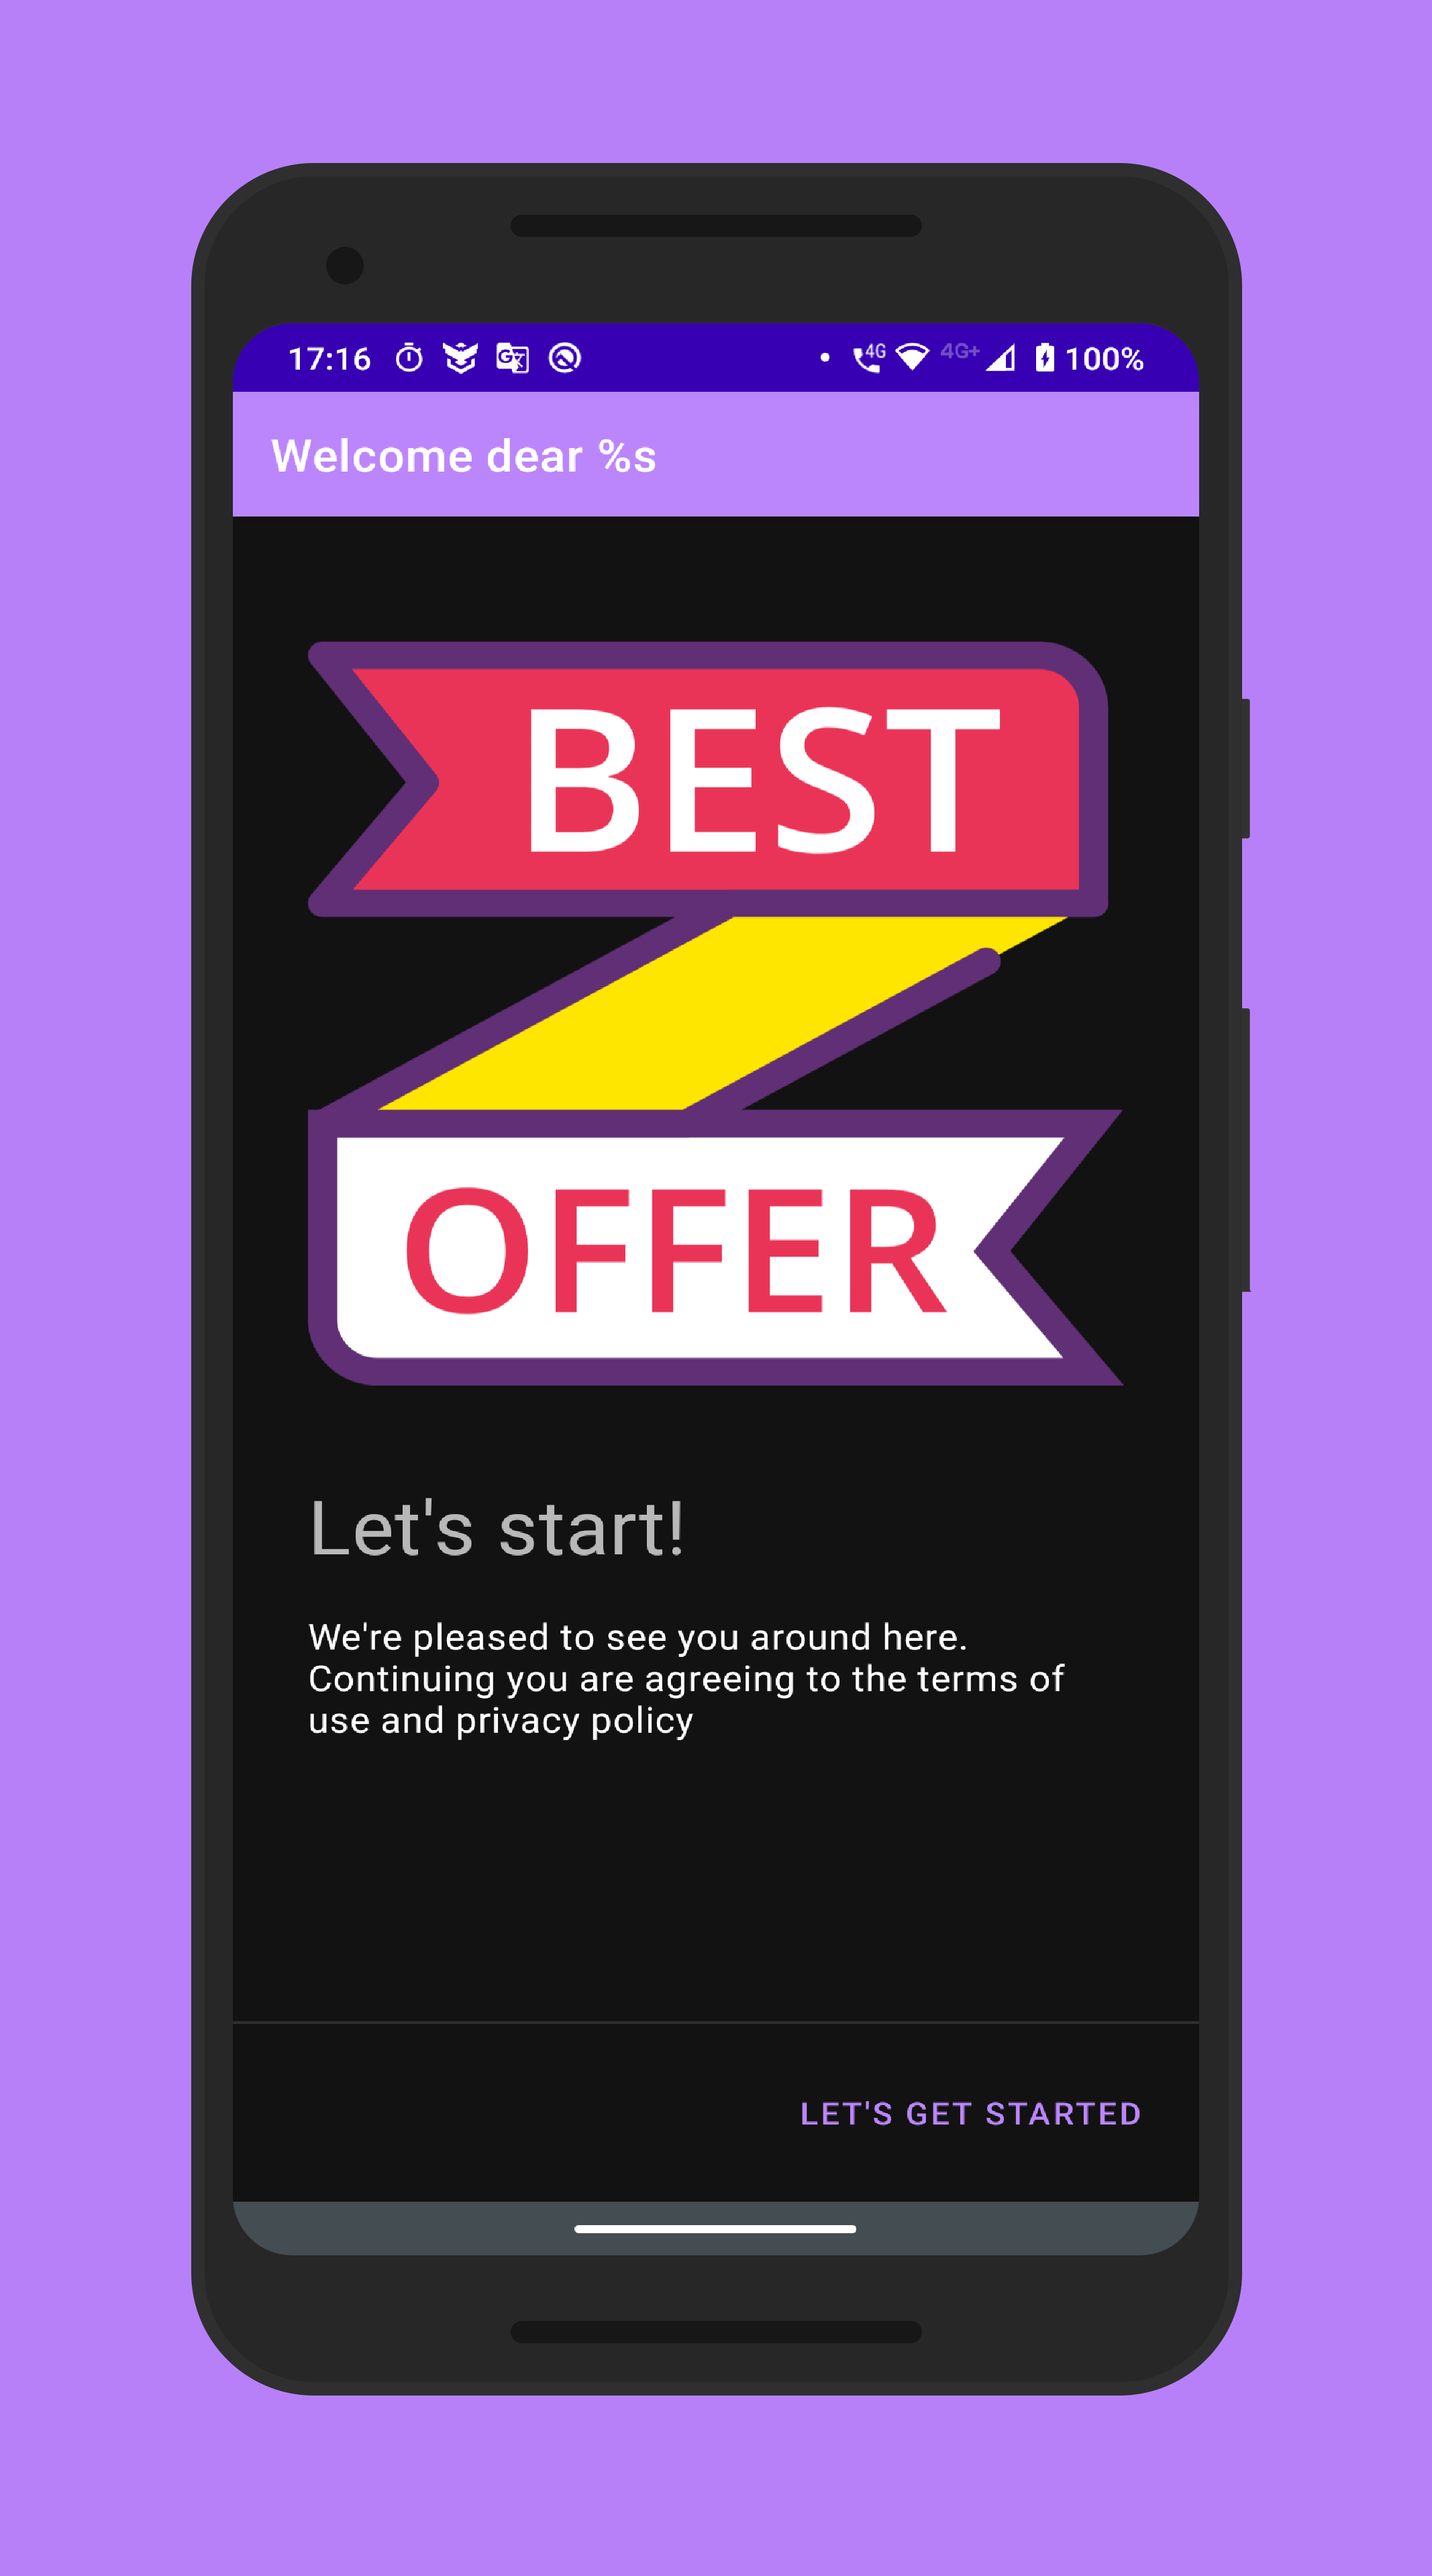 17:16 4G 4G+ 100%
Welcome dear %s
BEST
OFFER
Let's start!
We're pleased to see you around here.
Continuing you are agreeing to the terms of
use and privacy policy
LET'S GET STARTED